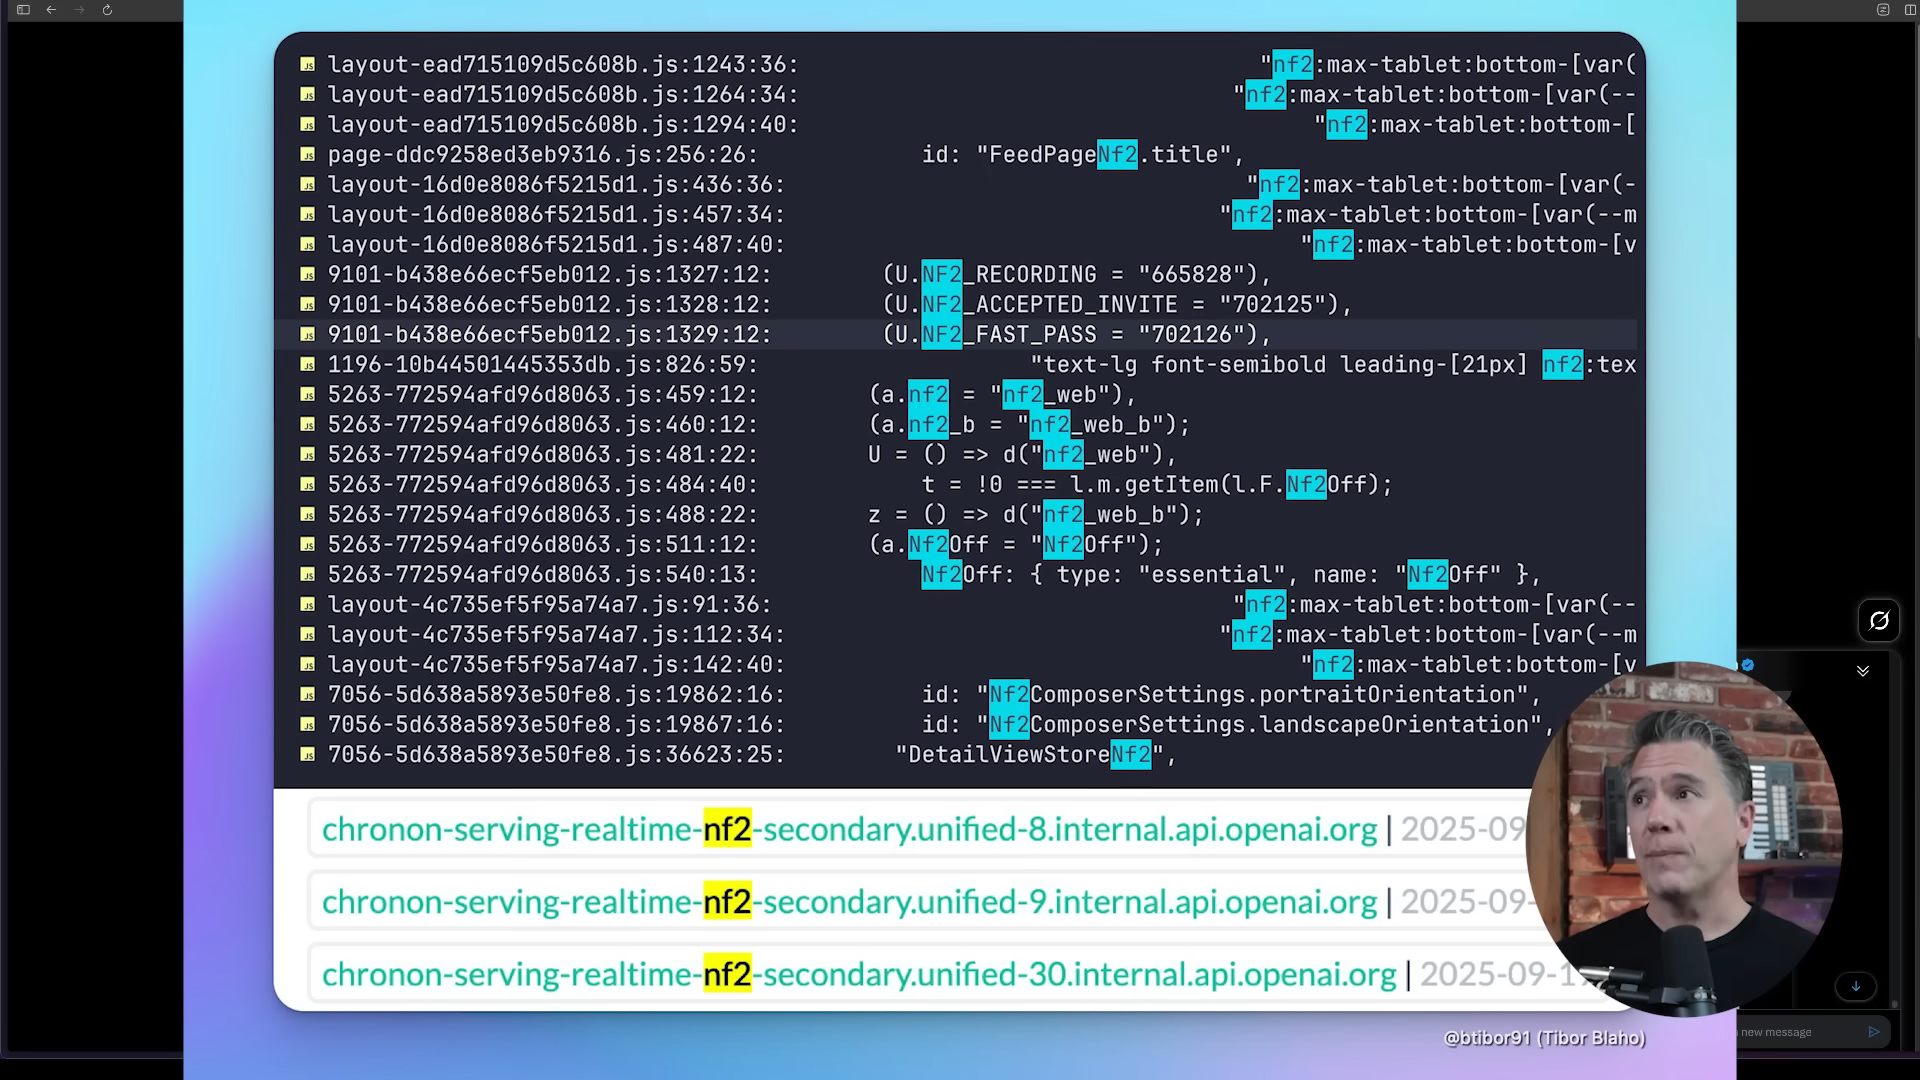 layout-ead715109d5c608b.js:1243:36: "nf2:max-tablet:bottom-[var(
layout-ead715109d5c608b.js:1264:34: "nf2:max-tablet:bottom-[var(--
layout-ead715109d5c608b.js:1294:40: "nf2:max-tablet:bottom-[
page-ddc9258ed3eb9316.js:256:26: id: "FeedPageNf2.title",
layout-16d0e8086f5215d1.js:436:36: "nf2:max-tablet:bottom-[var(-
layout-16d0e8086f5215d1.js:457:34: "nf2:max-tablet:bottom-[var(--m
layout-16d0e8086f5215d1.js:487:40: "nf2:max-tablet:bottom-[v
9101-b438e66ecf5eb012.js:1327:12: (U.NF2_RECORDING = "665828"),
9101-b438e66ecf5eb012.js:1328:12: (U.NF2_ACCEPTED_INVITE = "702125"),
9101-b438e66ecf5eb012.js:1329:12: (U.NF2_FAST_PASS = "702126"),
1196-10b44501445353db.js:826:59: "text-lg font-semibold leading-[21px] nf2:tex
5263-772594afd96d8063.js:459:12: (a.nf2 = "nf2_web"),
5263-772594afd96d8063.js:460:12: (a.nf2_b = "nf2_web_b");
5263-772594afd96d8063.js:481:22: U = () => d("nf2_web"),
5263-772594afd96d8063.js:484:40: t = !0 === l.m.getItem(l.F.Nf2Off);
5263-772594afd96d8063.js:488:22: z = () => d("nf2_web_b");
5263-772594afd96d8063.js:511:12: (a.Nf2Off = "Nf2Off");
5263-772594afd96d8063.js:540:13: Nf2Off: { type: "essential", name: "Nf2Off" },
layout-4c735ef5f95a74a7.js:91:36: "nf2:max-tablet:bottom-[var(--
layout-4c735ef5f95a74a7.js:112:34: "nf2:max-tablet:bottom-[var(--m
layout-4c735ef5f95a74a7.js:142:40: "nf2:max-tablet:bottom-[v
7056-5d638a5893e50fe8.js:19862:16: id: "Nf2ComposerSettings.portraitOrientation",
7056-5d638a5893e50fe8.js:19867:16: id: "Nf2ComposerSettings.landscapeOrientation",
7056-5d638a5893e50fe8.js:36623:25: "DetailViewStoreNf2",
chronon-serving-realtime-nf2-secondary.unified-8.internal.api.openai.org | 2025-09
chronon-serving-realtime-nf2-secondary.unified-9.internal.api.openai.org | 2025-09-
chronon-serving-realtime-nf2-secondary.unified-30.internal.api.openai.org | 2025-09-1
@btibor91 (Tibor Blaho)
new message